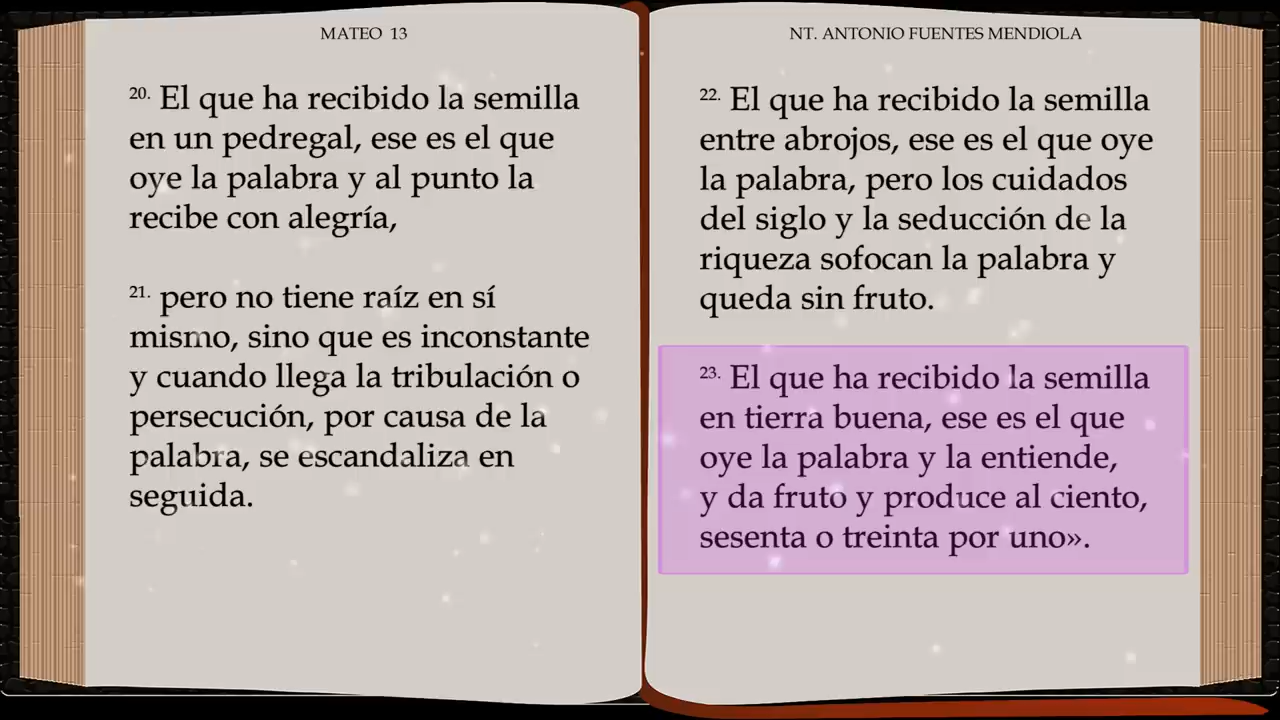 MATEO 13
20. El que ha recibido la semilla
en un pedregal, ese es el que
oye la palabra y al punto la
recibe con alegría,
21. pero no tiene raíz en sí
mismo, sino que es inconstante
y cuando llega la tribulación o
persecución, por causa de la
palabra, se escandaliza en
seguida.
NT. ANTONIO FUENTES MENDIOLA
22. El que ha recibido la semilla
entre abrojos, ese es el que oye
la palabra, pero los cuidados
del siglo y la seducción de la
riqueza sofocan la palabra y
queda sin fruto.
23. El que ha recibido la semilla
en tierra buena, ese es el que
oye la palabra y la entiende,
y da fruto y produce al ciento,
sesenta o treinta por uno».